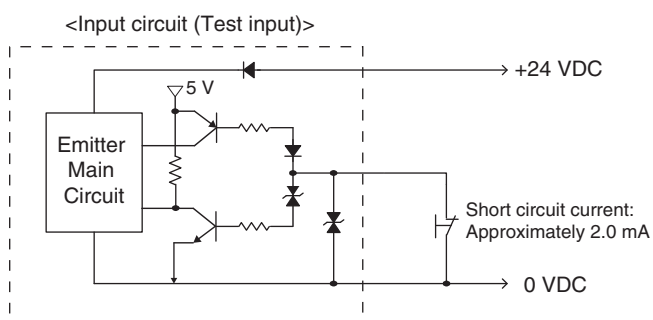 <Input circuit (Test input)>
+24 VDC
5 V
Emitter
Main
Circuit
Short circuit current:
Approximately 2.0 mA
0 VDC